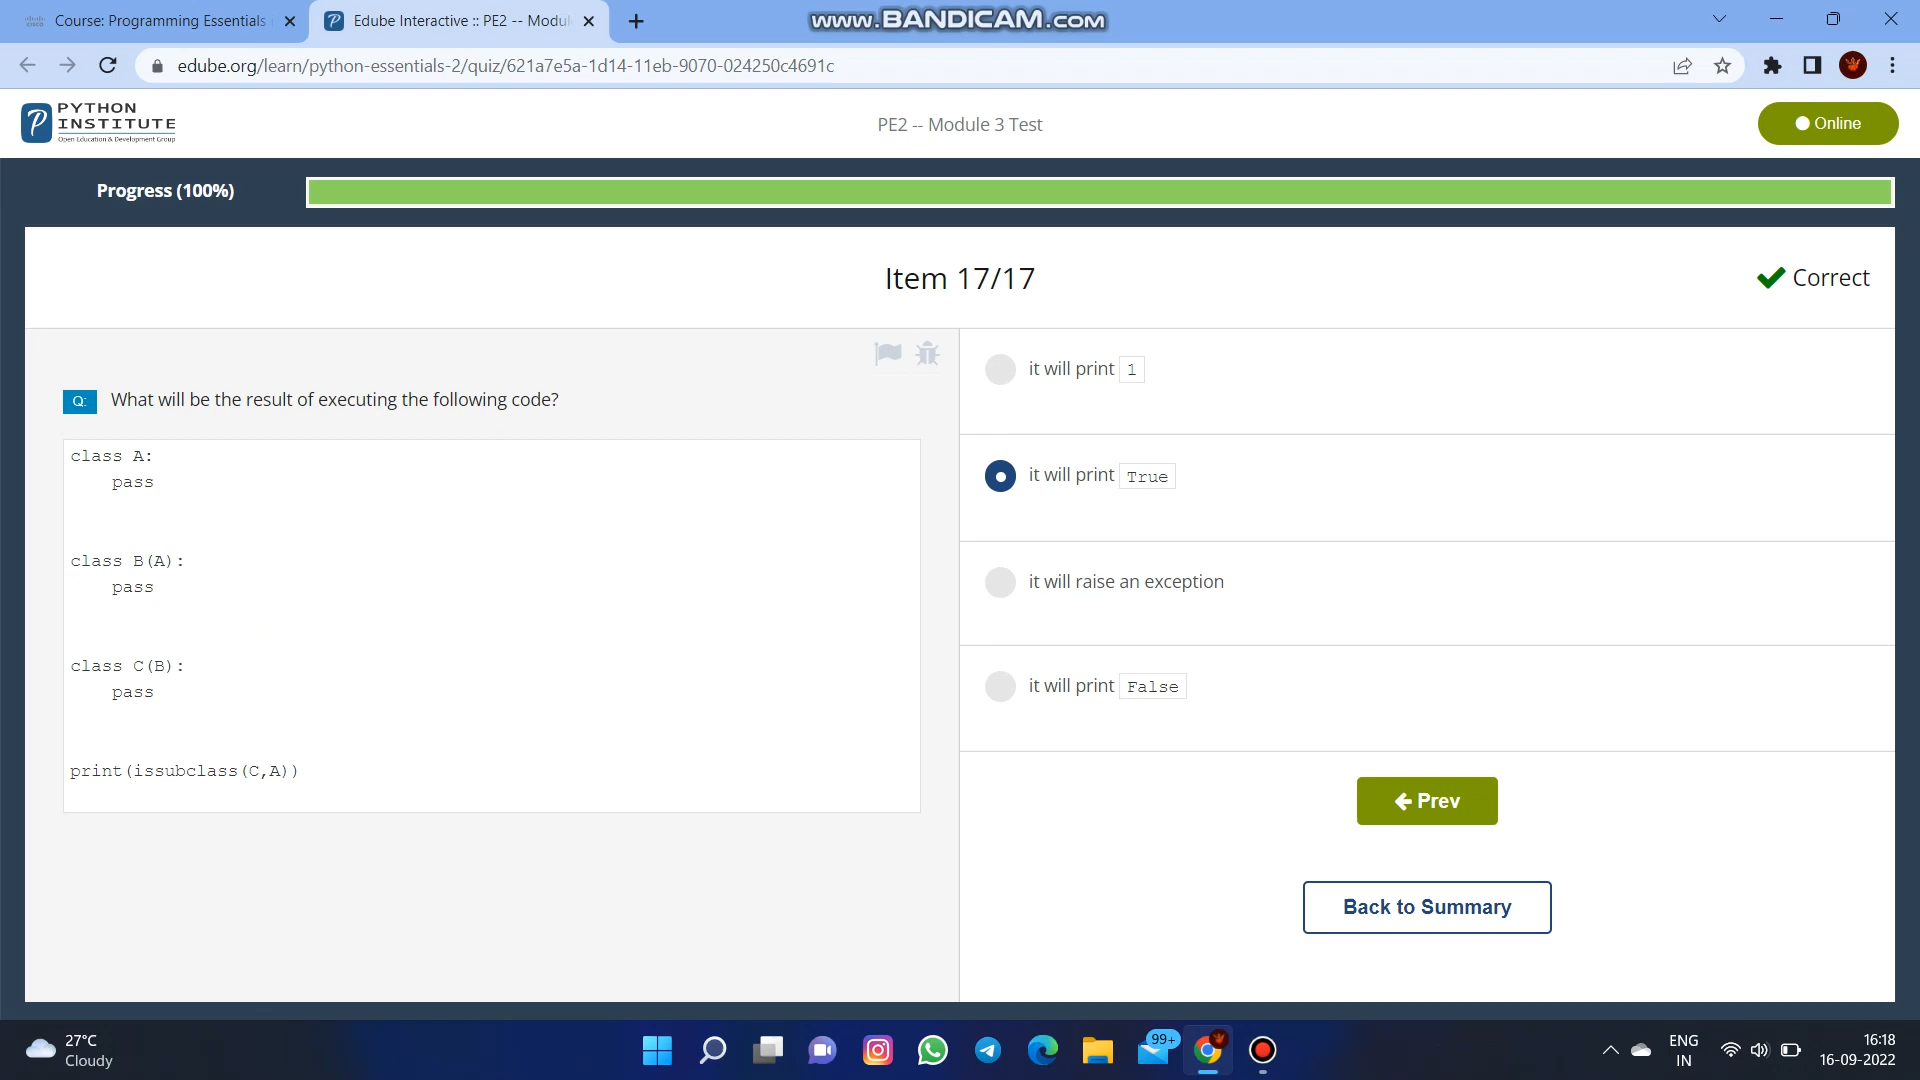 Course: Programming Essentials
Edube Interactive :: PE2 -- Modul
www.BANDICAM.com
edube.org/learn/python-essentials-2/quiz/621a7e5a-1d14-11eb-9070-024250c4691c
PYTHON
INSTITUTE
Open Education & Development Group
PE2 -- Module 3 Test
Online
Progress (100%)
Item 17/17
Correct
Q: What will be the result of executing the following code?
class A:
    pass
class B(A):
    pass
class C(B):
    pass
print(issubclass(C,A))
it will print 1
it will print True
it will raise an exception
it will print False
Prev
Back to Summary
27°C
Cloudy
99+
ENG
IN
16:18
16-09-2022